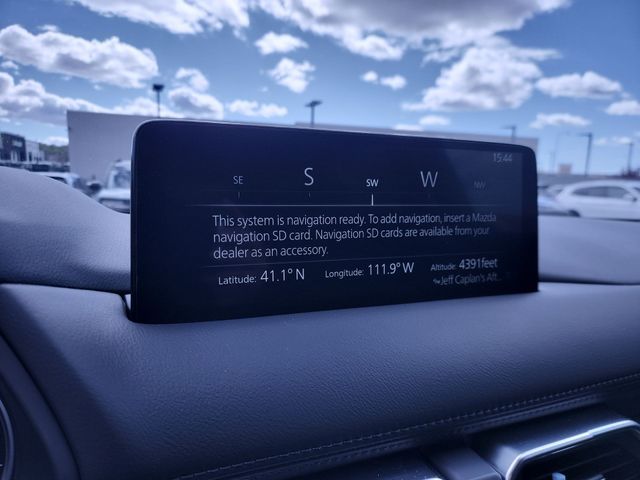 15:44
SE S SW W NW
This system is navigation ready. To add navigation, insert a Mazda
navigation SD card. Navigation SD cards are available from your
dealer as an accessory.
Latitude: 41.1° N Longitude: 111.9° W Altitude: 4391feet
Jeff Caplan's Aft...